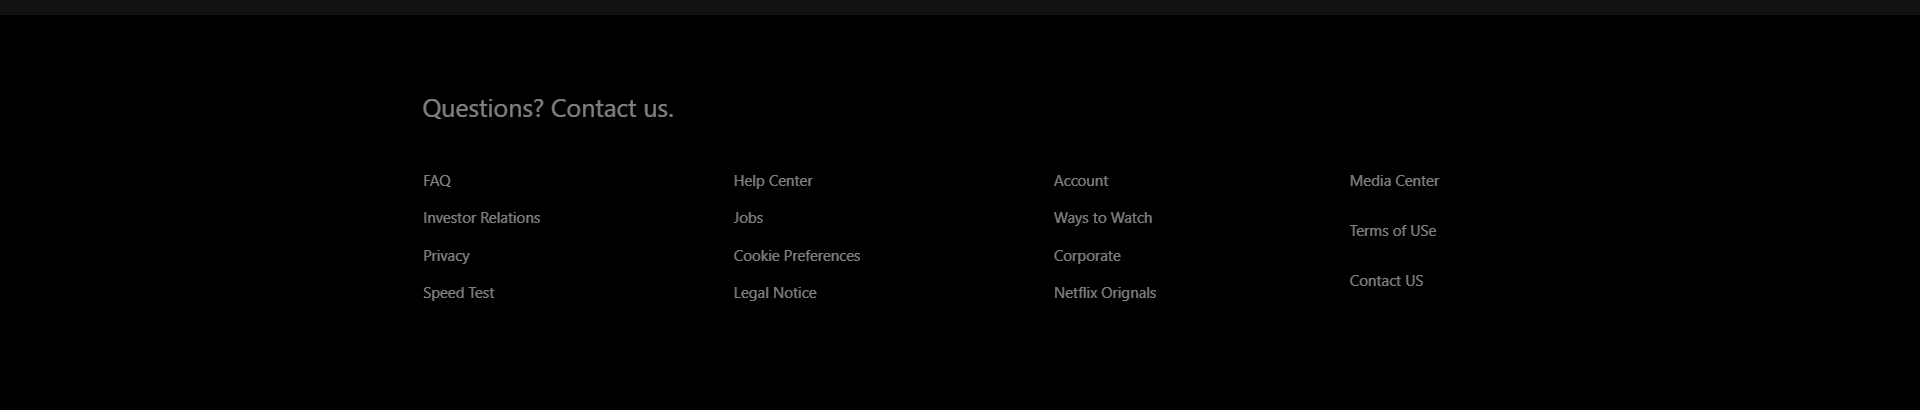 Questions? Contact us.
FAQ
Help Center
Account
Media Center
Investor Relations
Jobs
Ways to Watch
Terms of USe
Privacy
Cookie Preferences
Corporate
Contact US
Speed Test
Legal Notice
Netflix Orignals